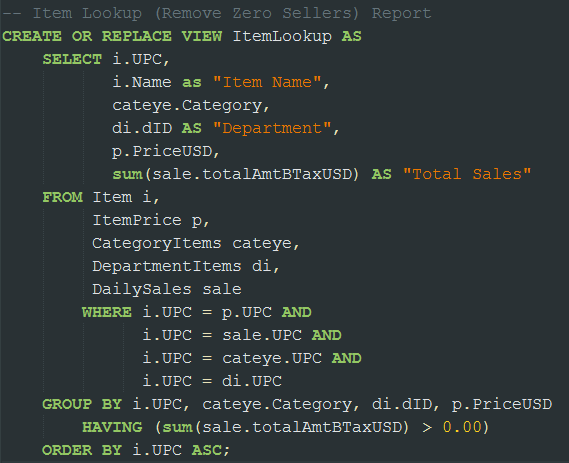 -- Item Lookup (Remove Zero Sellers) Report
CREATE OR REPLACE VIEW ItemLookup AS
SELECT i.UPC,
i.Name as "Item Name",
cateye.Category,
di.dID AS "Department",
p.PriceUSD,
sum(sale.totalAmtBTaxUSD) AS "Total Sales"
FROM Item i,
ItemPrice p,
CategoryItems cateye,
DepartmentItems di,
DailySales sale
WHERE i.UPC = p.UPC AND
i.UPC = sale.UPC AND
i.UPC = cateye.UPC AND
i.UPC = di.UPC
GROUP BY i.UPC, cateye.Category, di.dID, p.PriceUSD
HAVING (sum(sale.totalAmtBTaxUSD) > 0.00)
ORDER BY i.UPC ASC;